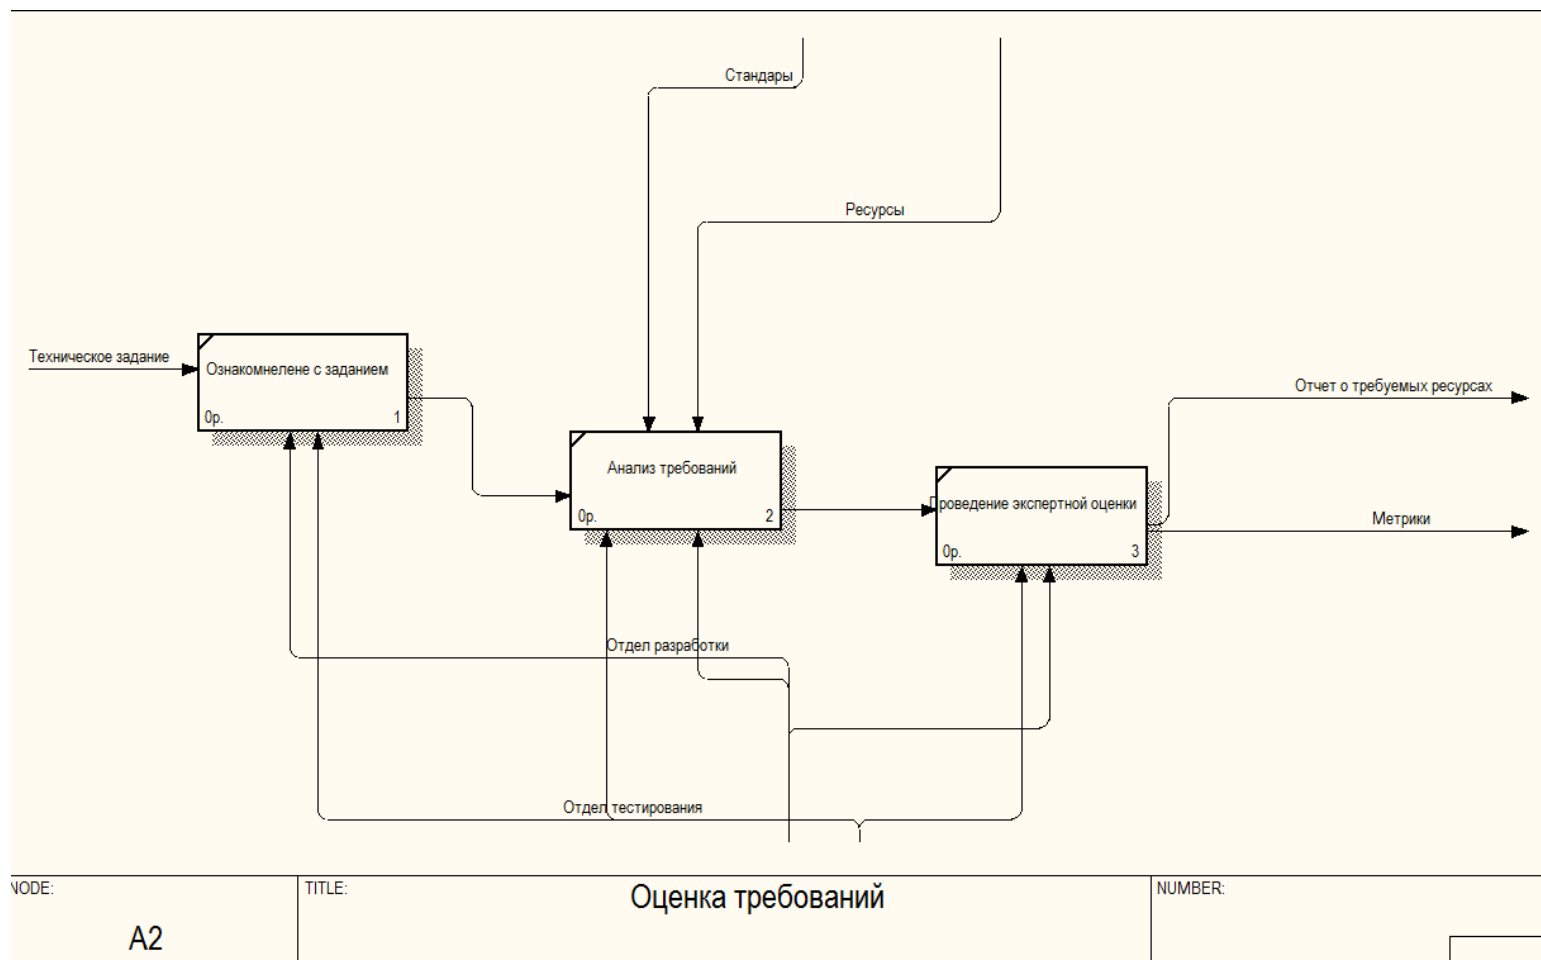 Стандары
Ресурсы
Техническое задание
Ознакомнелене с заданием
0р.
1
Отчет о требуемых ресурсах
Анализ требований
0р.
2
Проведение экспертной оценки
0р.
3
Метрики
Отдел разработки
Отдел тестирования
NODE:
TITLE:
Оценка требований
NUMBER:
A2